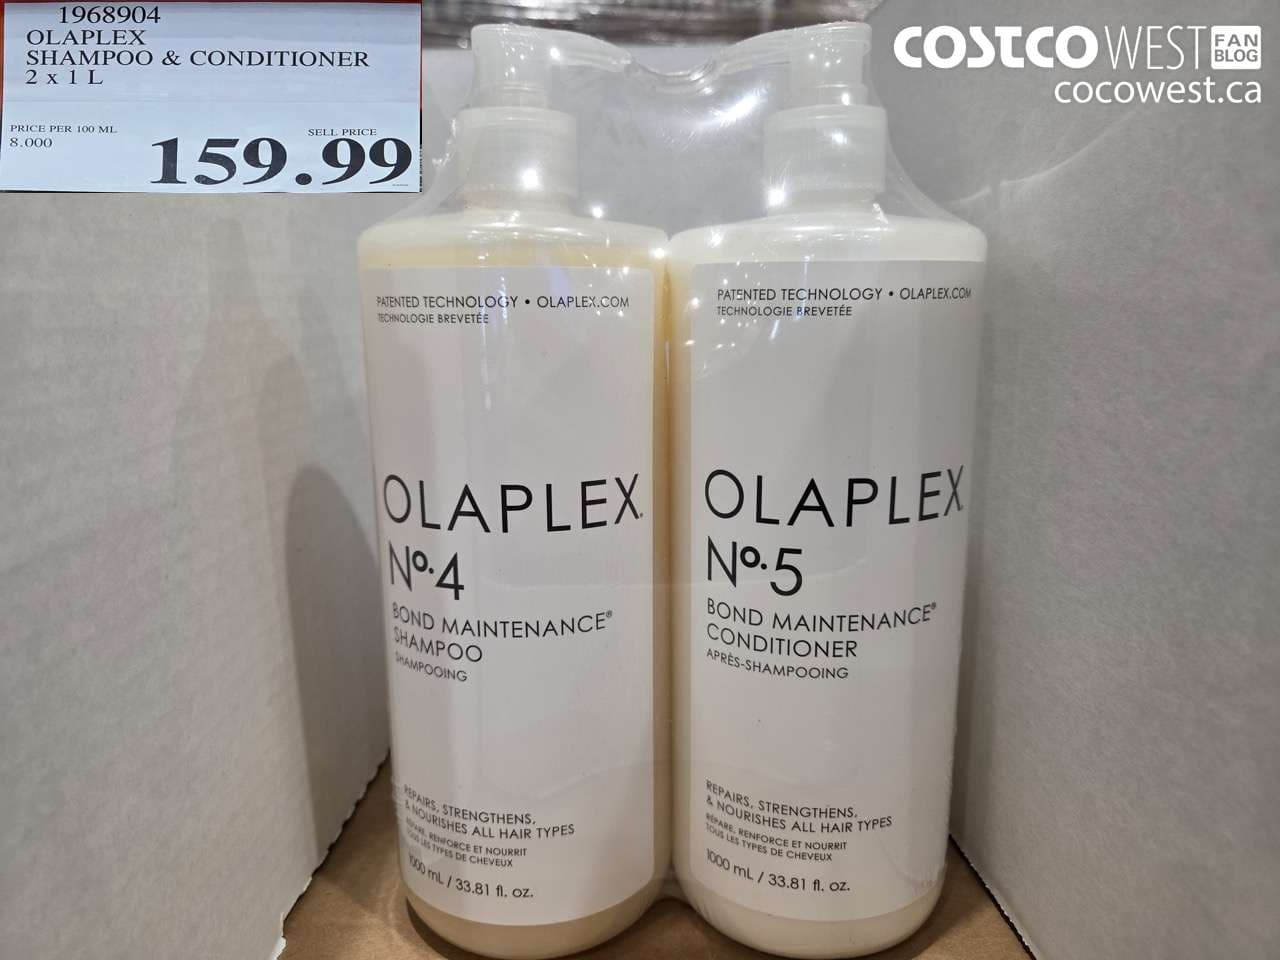 1968904
OLAPLEX
SHAMPOO & CONDITIONER
2 x 1 L
PRICE PER 100 ML
8.000
SELL PRICE
159.99
COSTCO WEST FAN BLOG
cocowest.ca
PATENTED TECHNOLOGY • OLAPLEX.COM
TECHNOLOGIE BREVETÉE
OLAPLEX.
Nº.4
BOND MAINTENANCE®
SHAMPOO
SHAMPOOING
REPAIRS, STRENGTHENS,
& NOURISHES ALL HAIR TYPES
RÉPARE, RENFORCE ET NOURRIT
TOUS LES TYPES DE CHEVEUX
1000 mL / 33.81 fl. oz.
PATENTED TECHNOLOGY • OLAPLEX.COM
TECHNOLOGIE BREVETÉE
OLAPLEX.
Nº.5
BOND MAINTENANCE®
CONDITIONER
APRÈS-SHAMPOOING
REPAIRS, STRENGTHENS,
& NOURISHES ALL HAIR TYPES
RÉPARE, RENFORCE ET NOURRIT
TOUS LES TYPES DE CHEVEUX
1000 mL / 33.81 fl. oz.